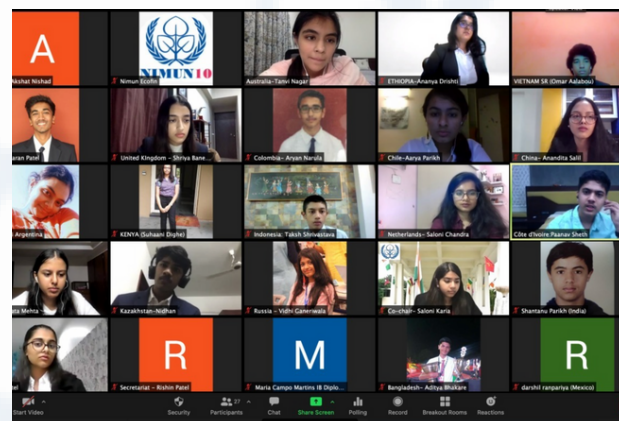 A
Akshat Nishad
NIMUN10
Nimun Ecofin
Australia-Tanvi Nagar
ETHIOPIA-Ananya Drishti
VIETNAM SR (Omar Aalabou)
aran Patel
United Kingdom - Shriya Bane...
Colombia- Aryan Narula
Chile-Aarya Parikh
China- Anandita Salil
Argentina
KENYA (Suhaani Dighe)
Indonesia: Taksh Shrivastava
Netherlands- Saloni Chandra
Côte d'Ivoire Paanav Sheth
ata Mehta -
Kazakhstan-Nidhan
Russia - Vidhi Ganeriwala
Co-chair- Saloni Karia
Shantanu Parikh (India)
tel
R
Secretariat - Rishin Patel
M
Maria Campo Martins IB Diplo...
Bangladesh- Aditya Bhakare
R
darshil ranpariya (Mexico)
Start Video
Security
Participants
27
Chat
Share Screen
Polling
Record
Breakout Rooms
Reactions